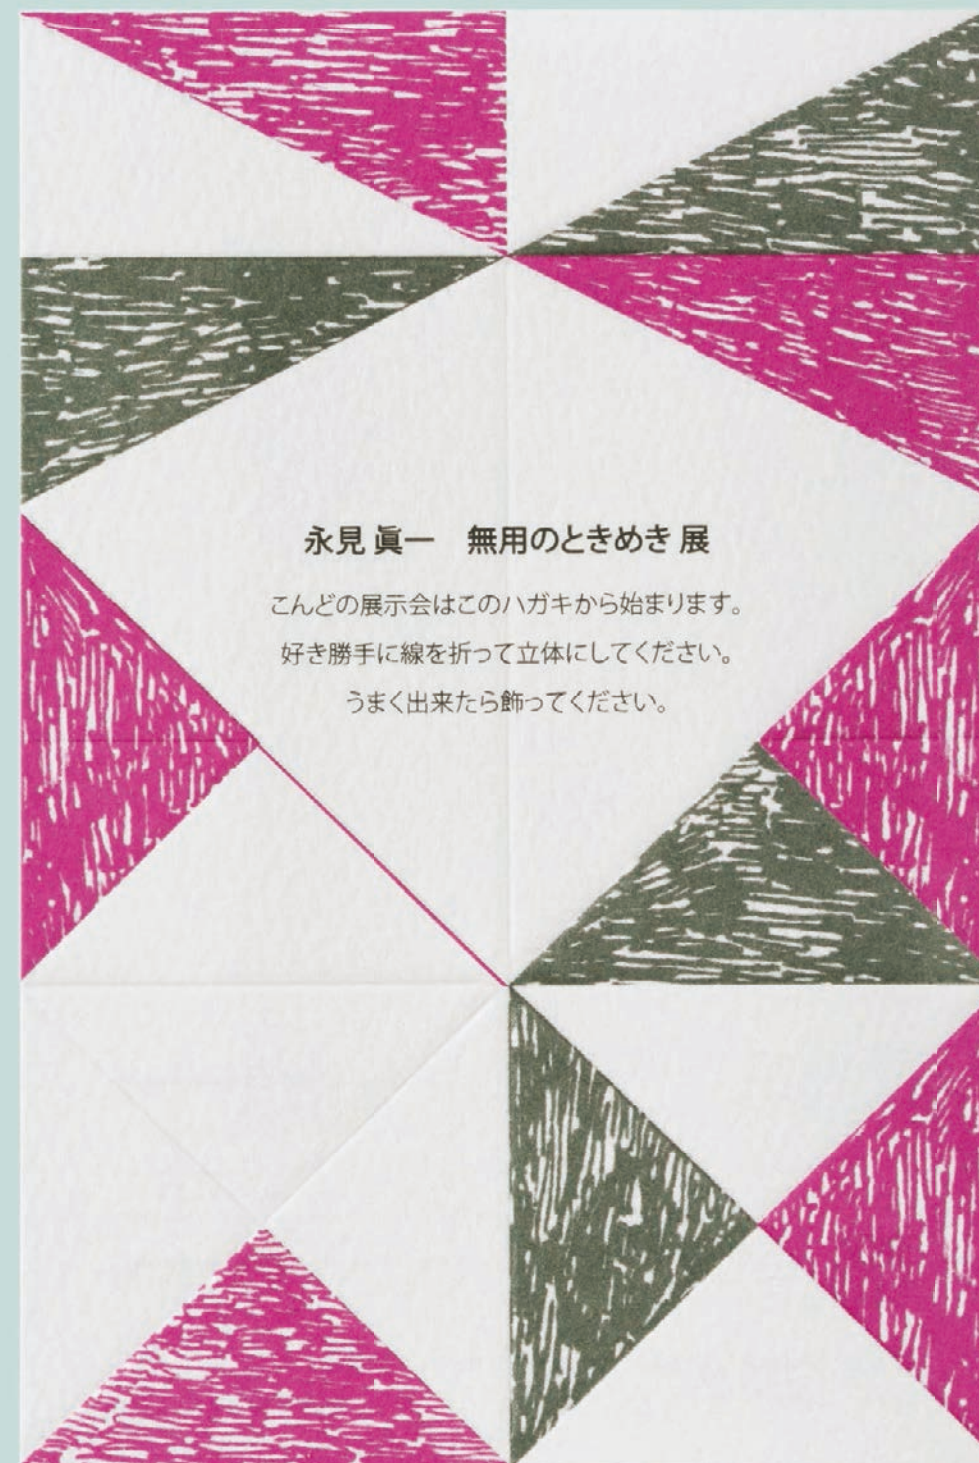 永見 眞一　無用のときめき 展
こんどの展示会はこのハガキから始まります。
好き勝手に線を折って立体にしてください。
うまく出来たら飾ってください。